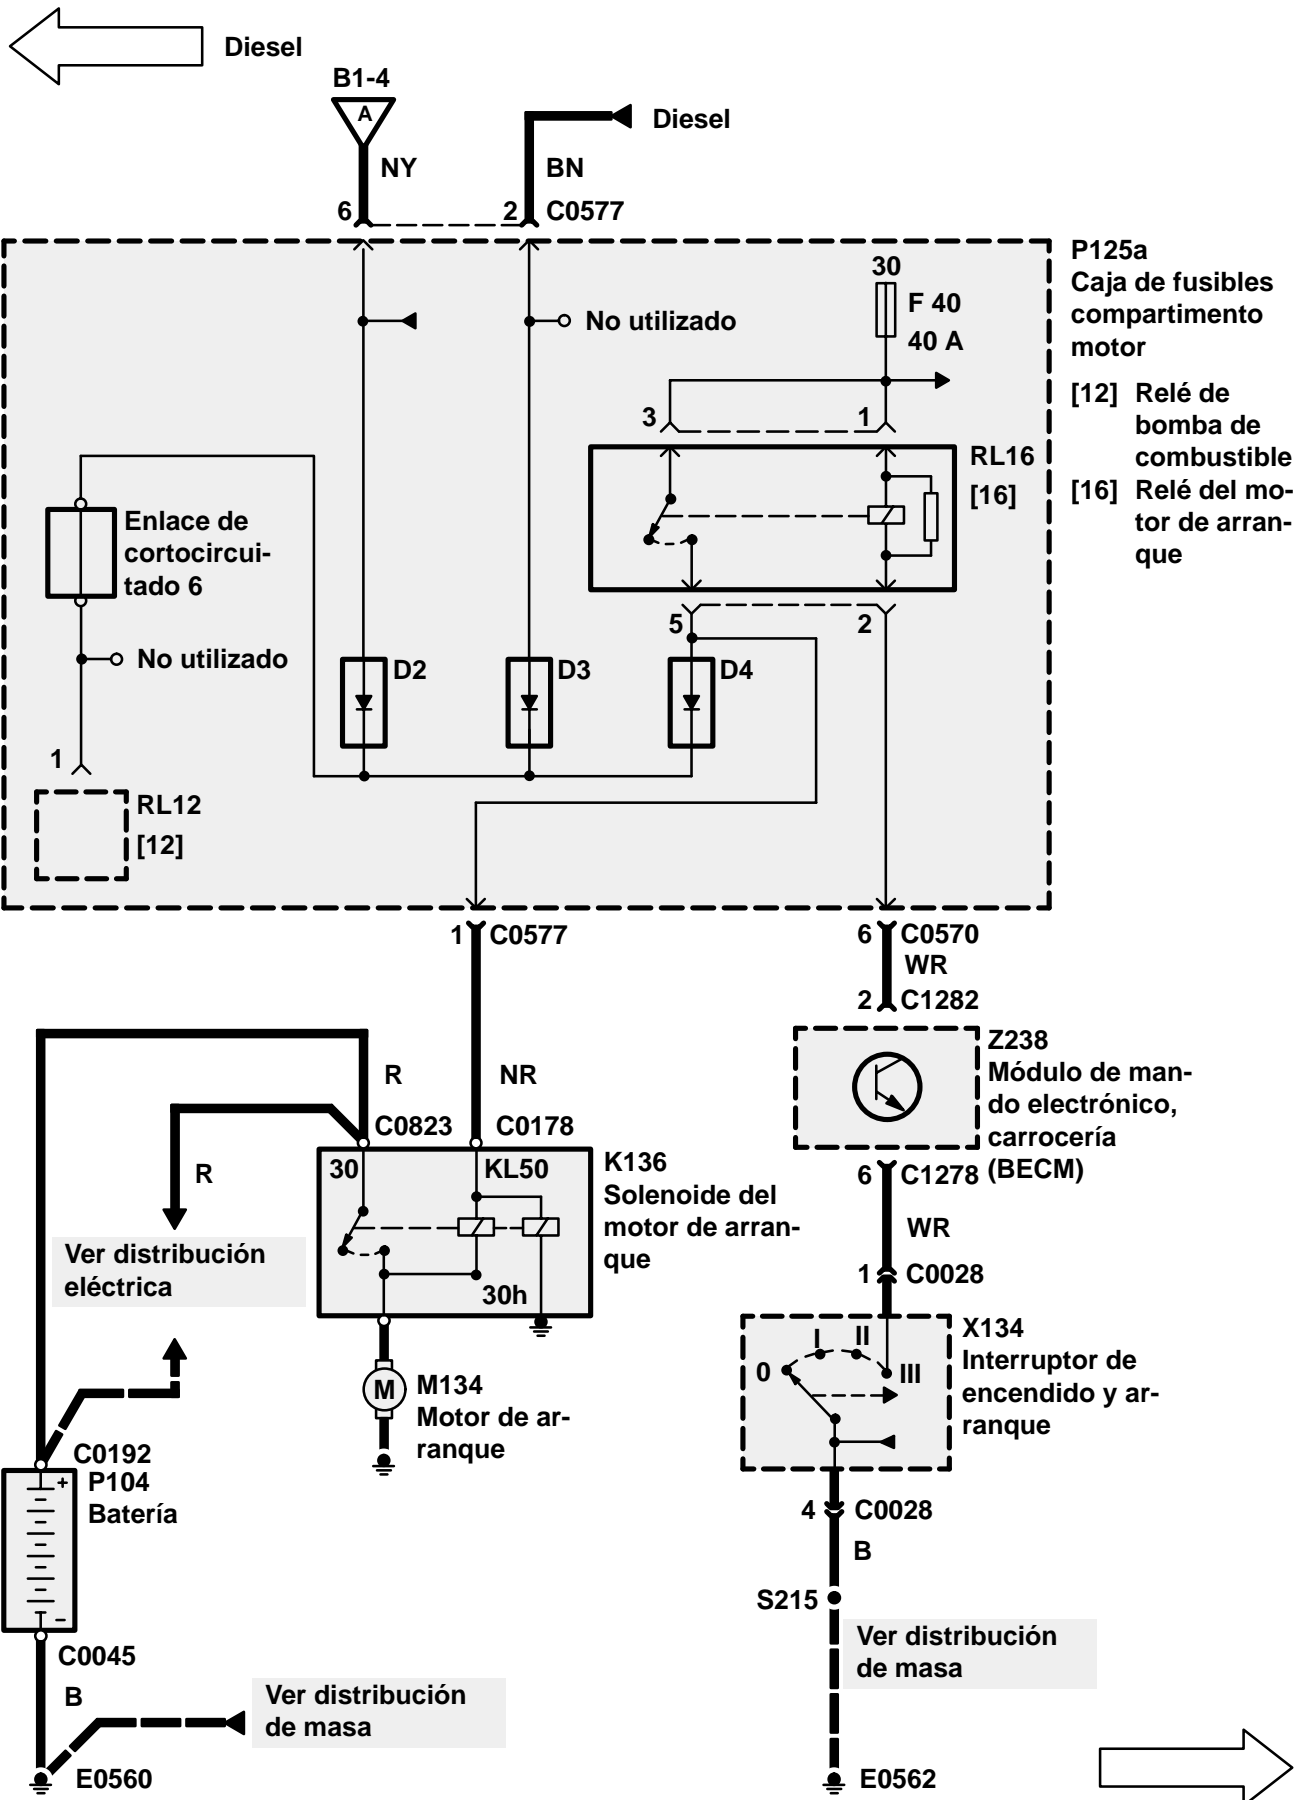 Diesel
B1-4
A
Diesel
NY
BN
6
2
C0577
P125a
Caja de fusibles
compartimento
motor
30
F 40
40 A
No utilizado
[12] Relé de
bomba de
combustible
[16] Relé del mo-
tor de arran-
que
3
1
RL16
[16]
Enlace de
cortocircui-
tado 6
5
2
No utilizado
D2
D3
D4
1
RL12
[12]
1
C0577
6
C0570
WR
2
C1282
Z238
Módulo de man-
do electrónico,
carrocería
(BECM)
R
NR
C0823
C0178
30
KL50
K136
Solenoide del
motor de arran-
que
R
6
C1278
WR
Ver distribución
eléctrica
30h
1
C0028
X134
Interruptor de
encendido y ar-
ranque
I
II
0
III
M
M134
Motor de ar-
ranque
C0192
P104
Batería
+
–
4
C0028
B
S215
Ver distribución
de masa
C0045
B
Ver distribución
de masa
E0560
E0562